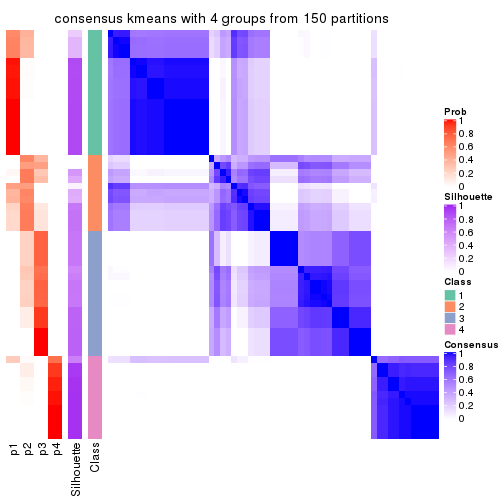 consensus kmeans with 4 groups from 150 partitions
Prob
1
0.8
0.6
0.4
0.2
0
Silhouette
1
0.8
0.6
0.4
0.2
0
Class
1
2
3
4
Consensus
1
0.8
0.6
0.4
0.2
0
p1
p2
p3
p4
Silhouette
Class